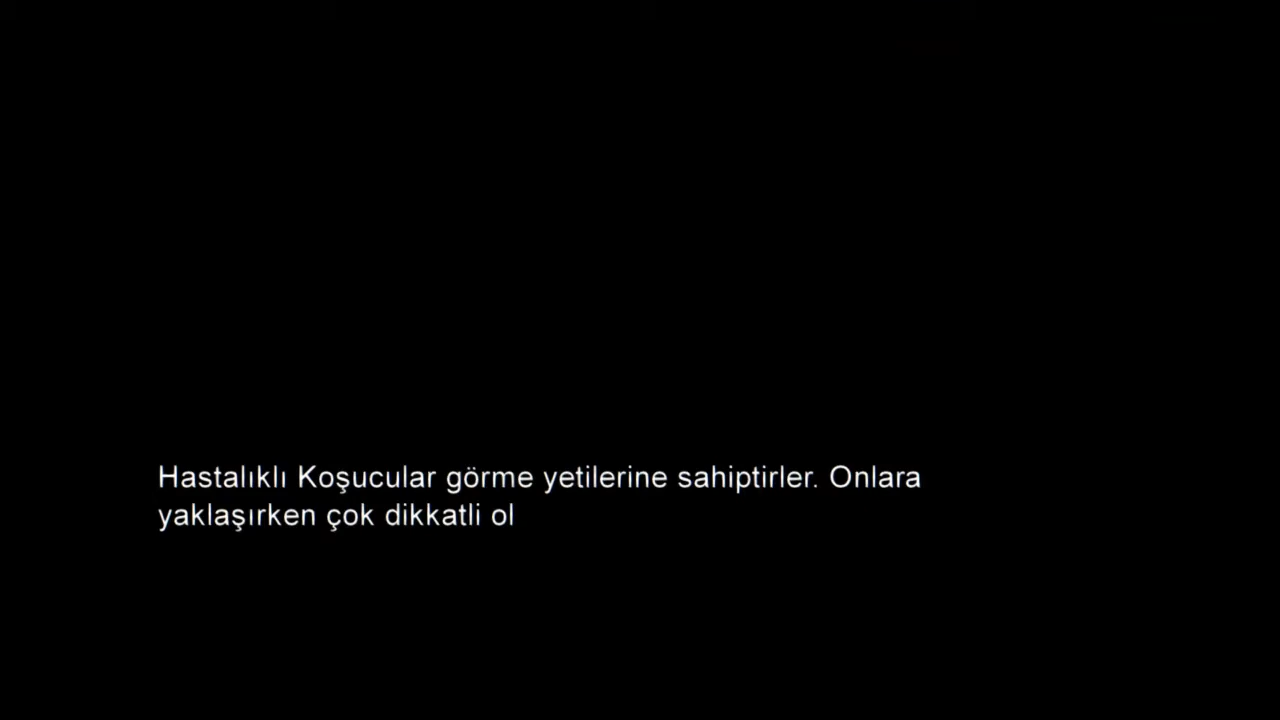 Hastalıklı Koşucular görme yetilerine sahiptirler. Onlara
yaklaşırken çok dikkatli ol